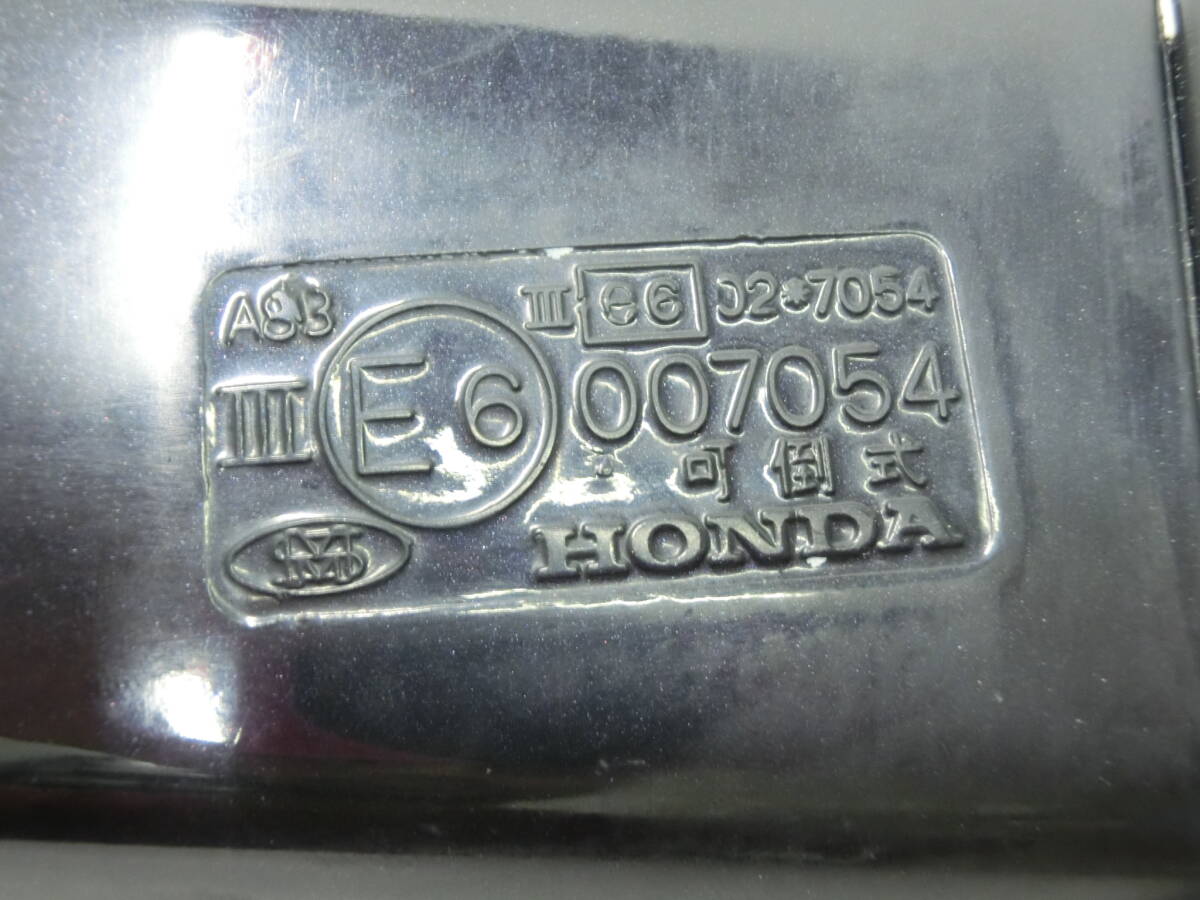 A83 III e6 02*7054
III E6 007054
可倒式
HONDA